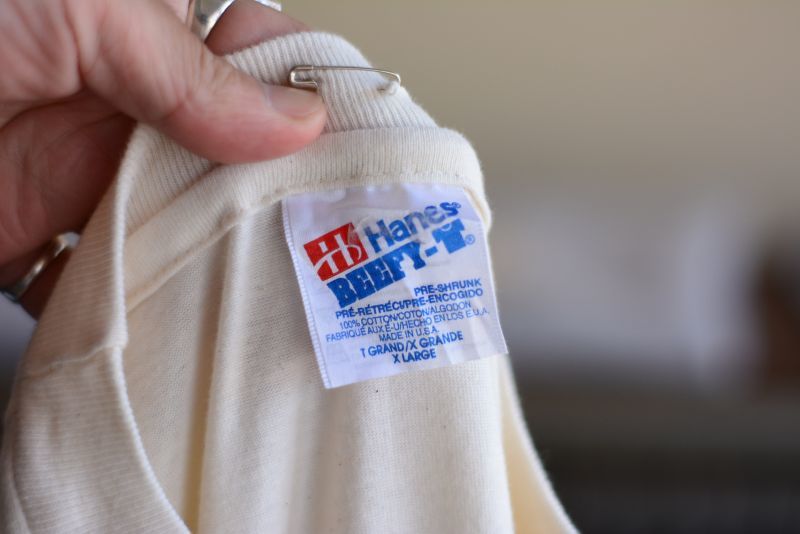 Hanes®
BEEFY-T®
PRE-SHRUNK
PRÉ-RÉTRÉCI/PRE-ENCOGIDO
100% COTTON/COTON/ALGODON
FABRIQUÉ AUX É-U/HECHO EN LOS E.U.A.
MADE IN U.S.A.
T GRAND/X GRANDE
X LARGE